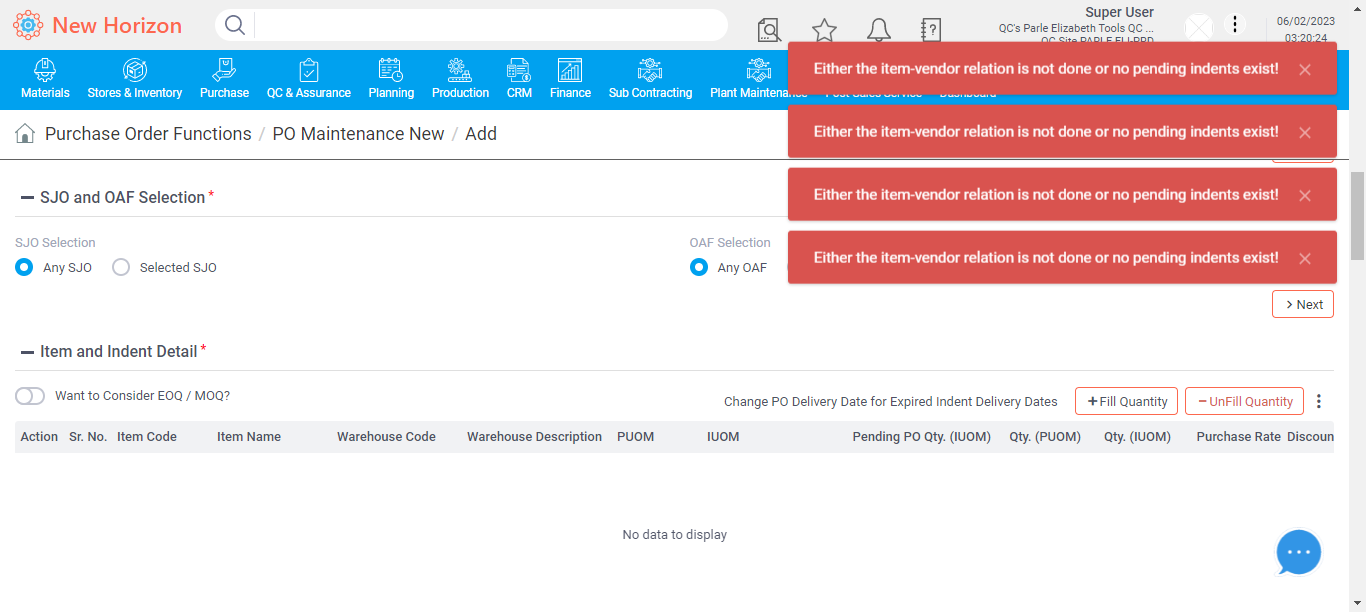 New Horizon
Super User
QC's Parle Elizabeth Tools QC ...
QC Site PARLE ELI-PRD
06/02/2023
03:20:24
Materials
Stores & Inventory
Purchase
QC & Assurance
Planning
Production
CRM
Finance
Sub Contracting
Plant Maintenance
Post Sales Service
Dashboard
Either the item-vendor relation is not done or no pending indents exist!
Either the item-vendor relation is not done or no pending indents exist!
Either the item-vendor relation is not done or no pending indents exist!
Either the item-vendor relation is not done or no pending indents exist!
Purchase Order Functions / PO Maintenance New / Add
SJO and OAF Selection *
SJO Selection
Any SJO
Selected SJO
OAF Selection
Any OAF
Next
Item and Indent Detail *
Want to Consider EOQ / MOQ?
Change PO Delivery Date for Expired Indent Delivery Dates
Fill Quantity
UnFill Quantity
Action Sr. No. Item Code Item Name Warehouse Code Warehouse Description PUOM IUOM Pending PO Qty. (IUOM) Qty. (PUOM) Qty. (IUOM) Purchase Rate Discoun
No data to display